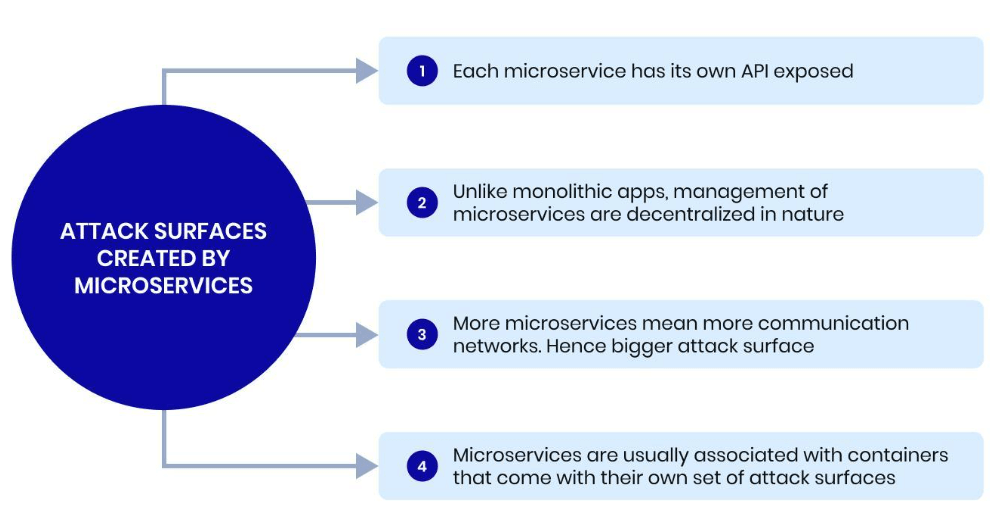 ATTACK SURFACES
CREATED BY
MICROSERVICES
1 Each microservice has its own API exposed
2 Unlike monolithic apps, management of
microservices are decentralized in nature
3 More microservices mean more communication
networks. Hence bigger attack surface
4 Microservices are usually associated with containers
that come with their own set of attack surfaces